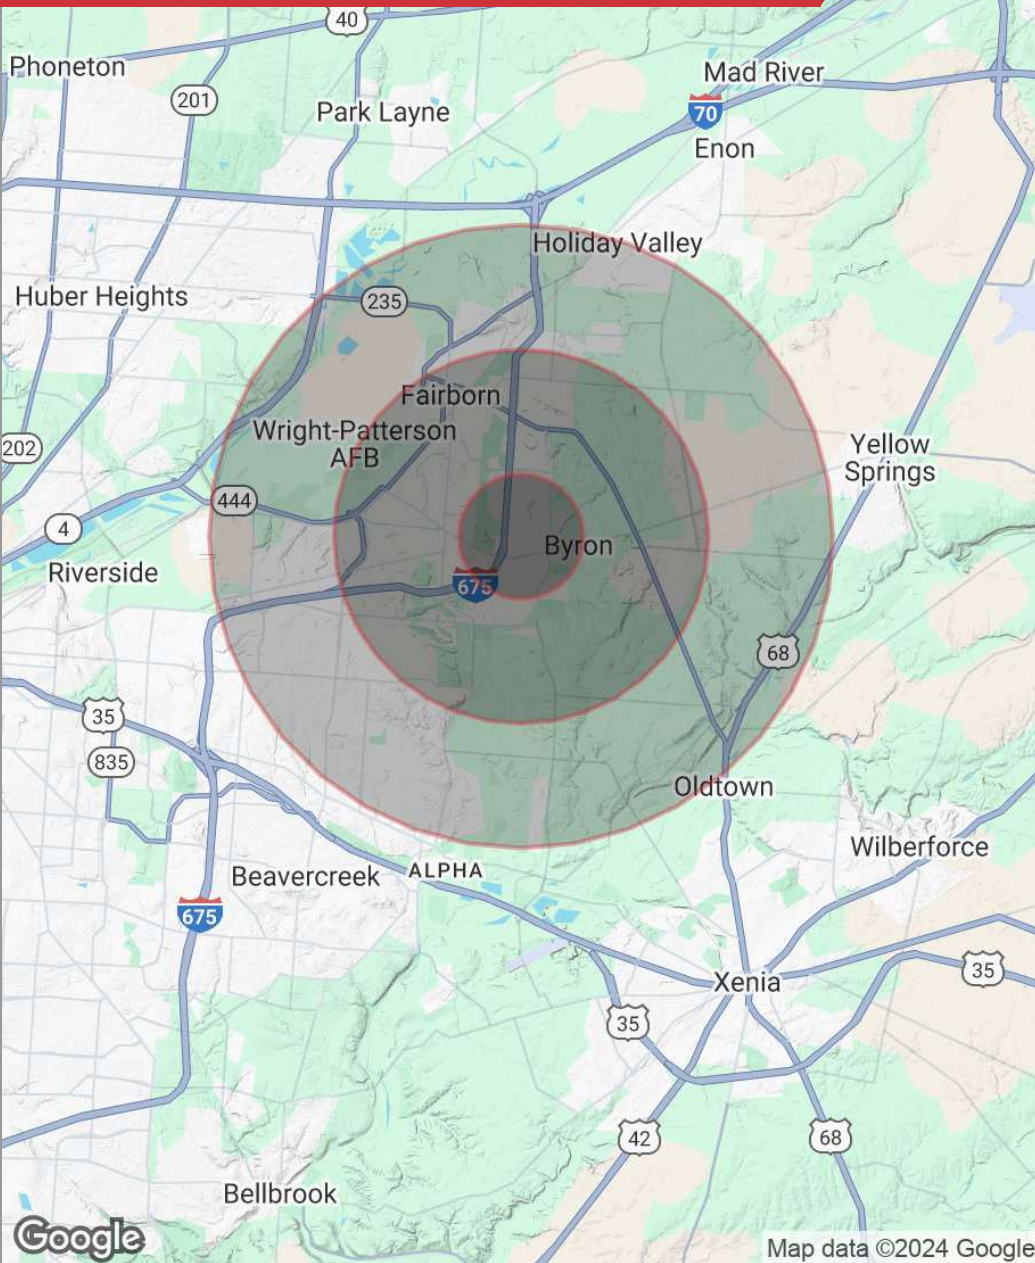 40
Phoneton
Mad River
201
Park Layne
70
Enon
Holiday Valley
Huber Heights
235
Fairborn
Wright-Patterson
AFB
202
Yellow
Springs
444
4
Byron
Riverside
675
68
35
835
Oldtown
Wilberforce
Beavercreek
ALPHA
675
35
Xenia
35
42
68
Bellbrook
Google
Map data ©2024 Google